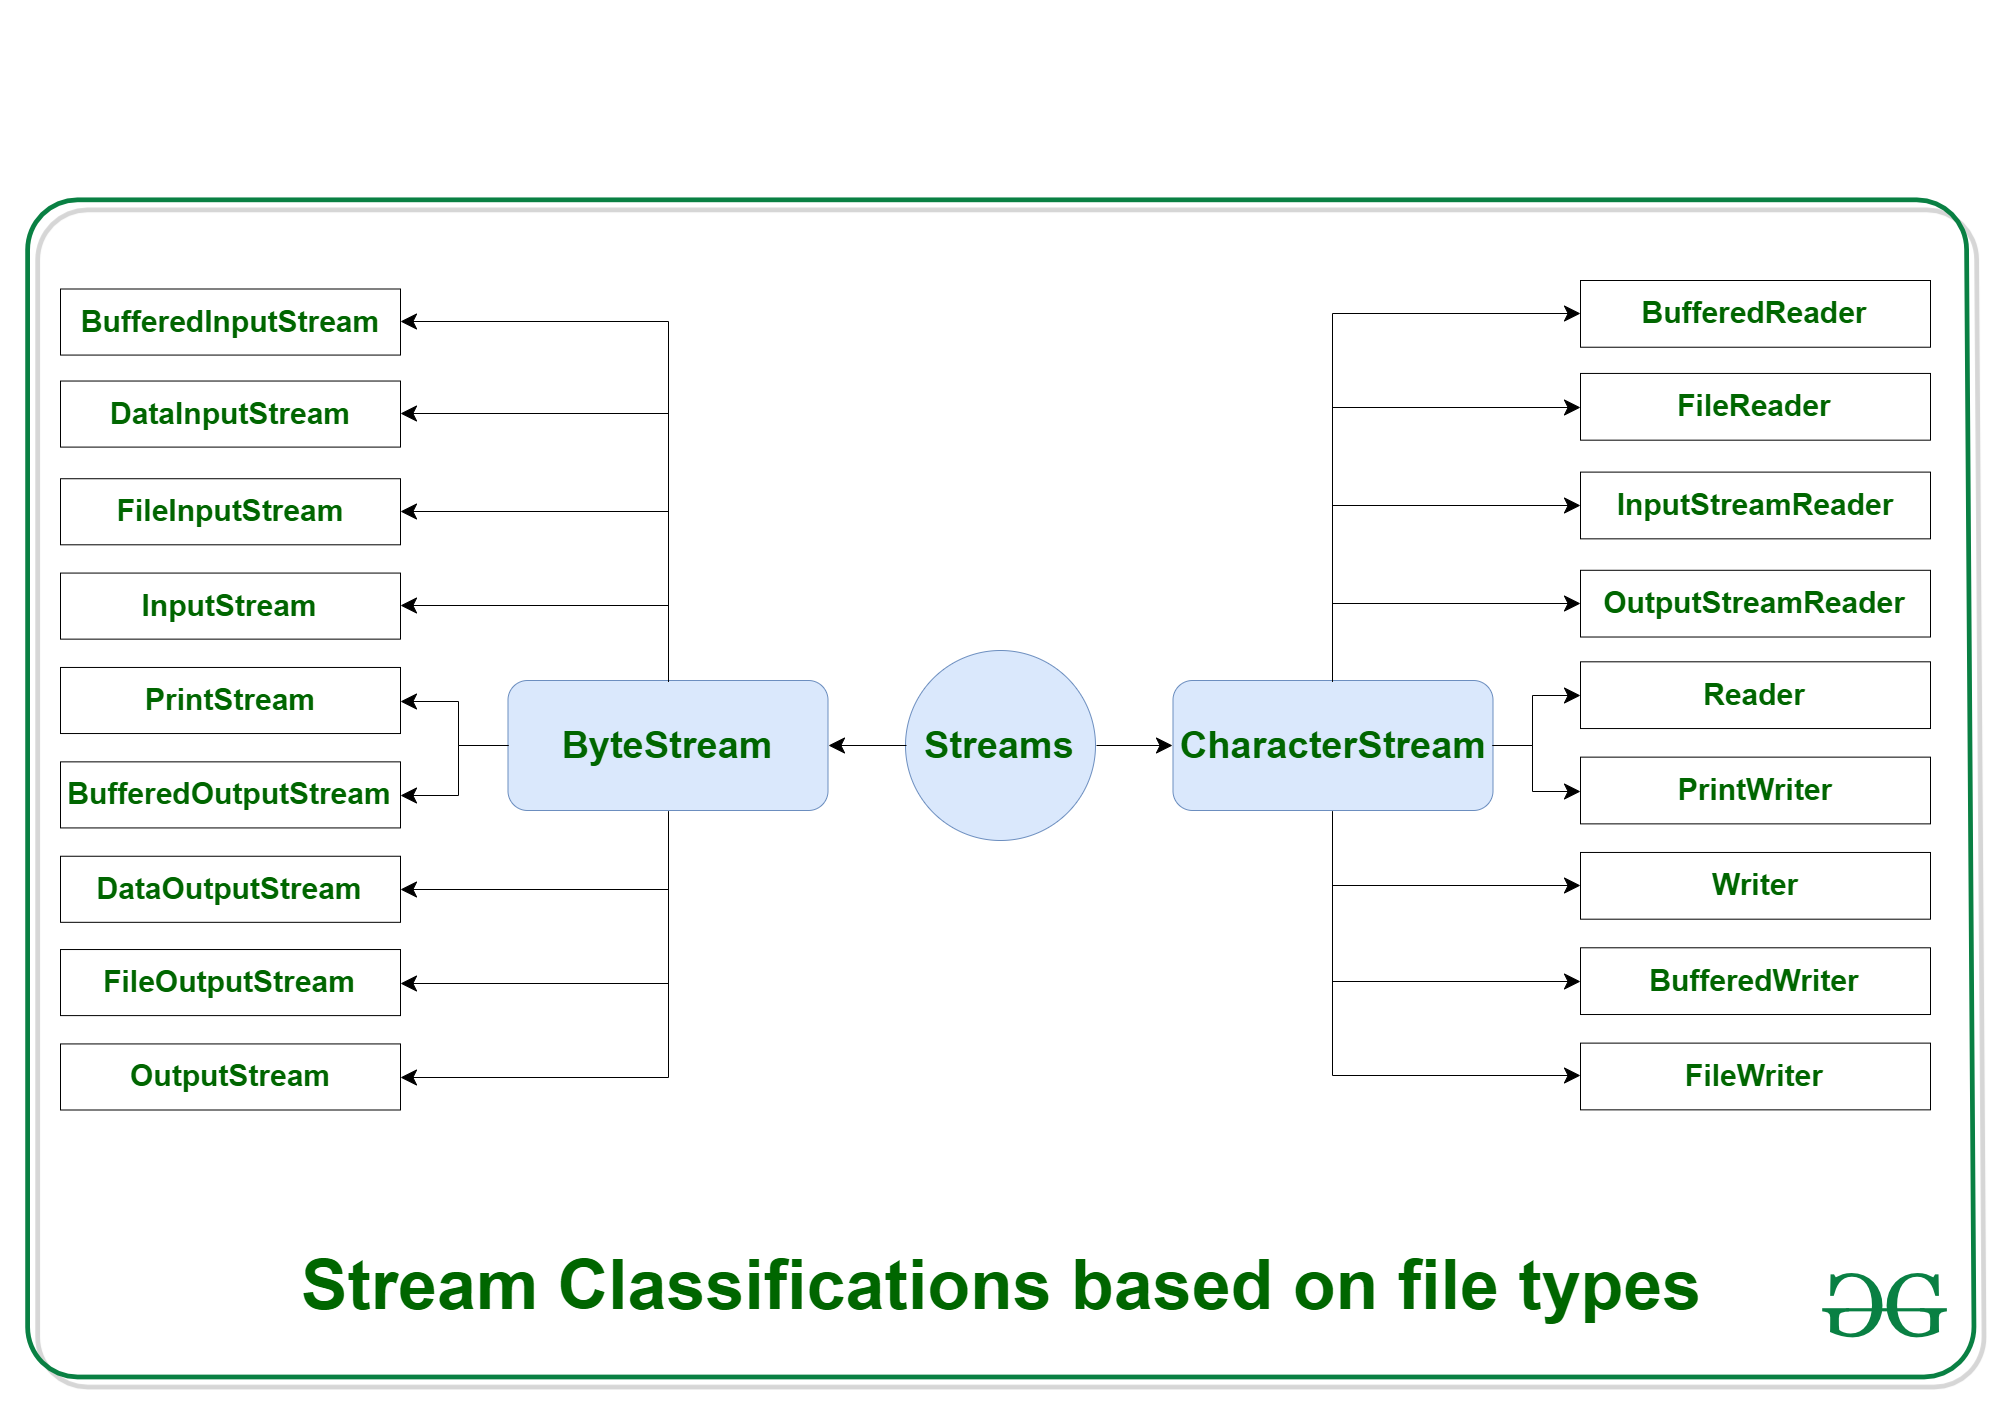 BufferedInputStream
DataInputStream
FileInputStream
InputStream
PrintStream
BufferedOutputStream
DataOutputStream
FileOutputStream
OutputStream
ByteStream
Streams
CharacterStream
BufferedReader
FileReader
InputStreamReader
OutputStreamReader
Reader
PrintWriter
Writer
BufferedWriter
FileWriter
Stream Classifications based on file types